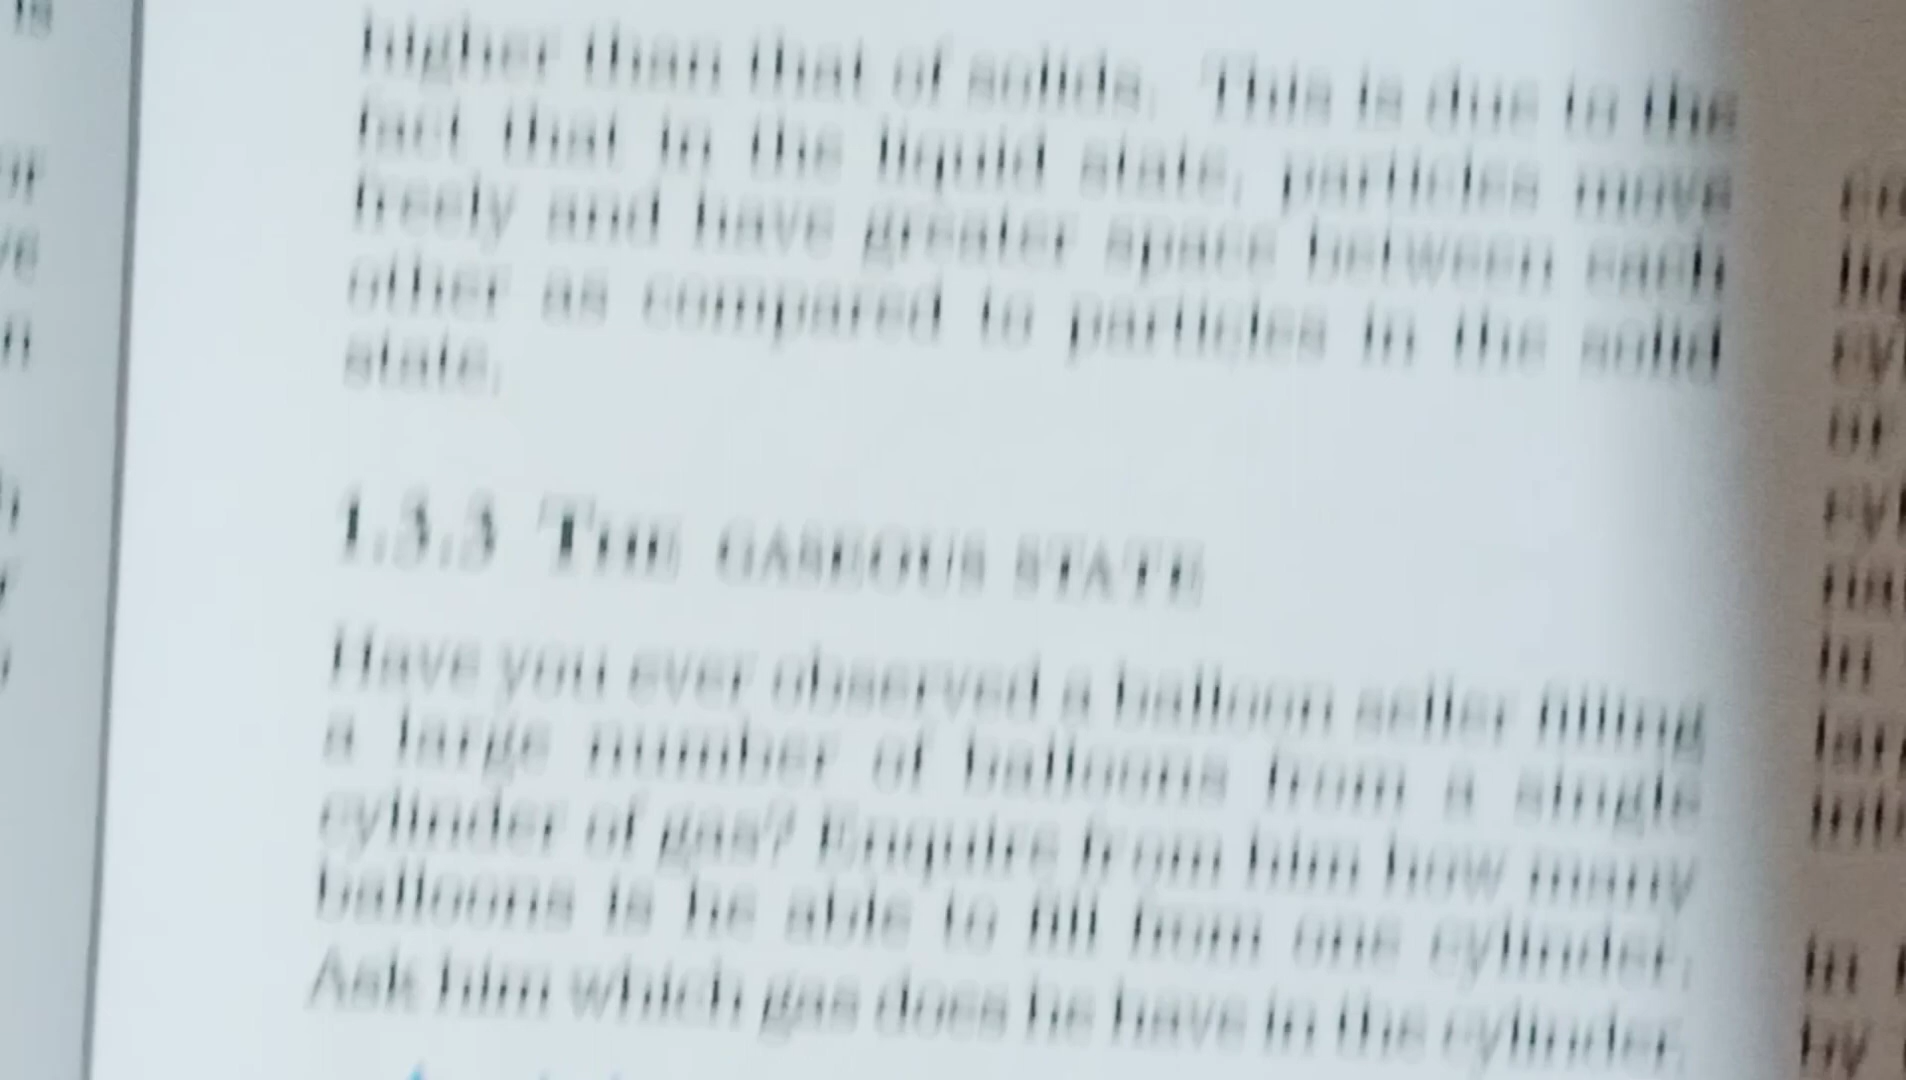 higher than that of solids. This is due to the
fact that in the liquid state, particles move
freely and have greater space between each
other as compared to particles in the solid
state.
1.3.3 THE GASEOUS STATE
Have you ever observed a balloon seller filling
a large number of balloons from a single
cylinder of gas? Enquire from him how many
balloons is he able to fill from one cylinder.
Ask him which gas does he have in the cylinder.